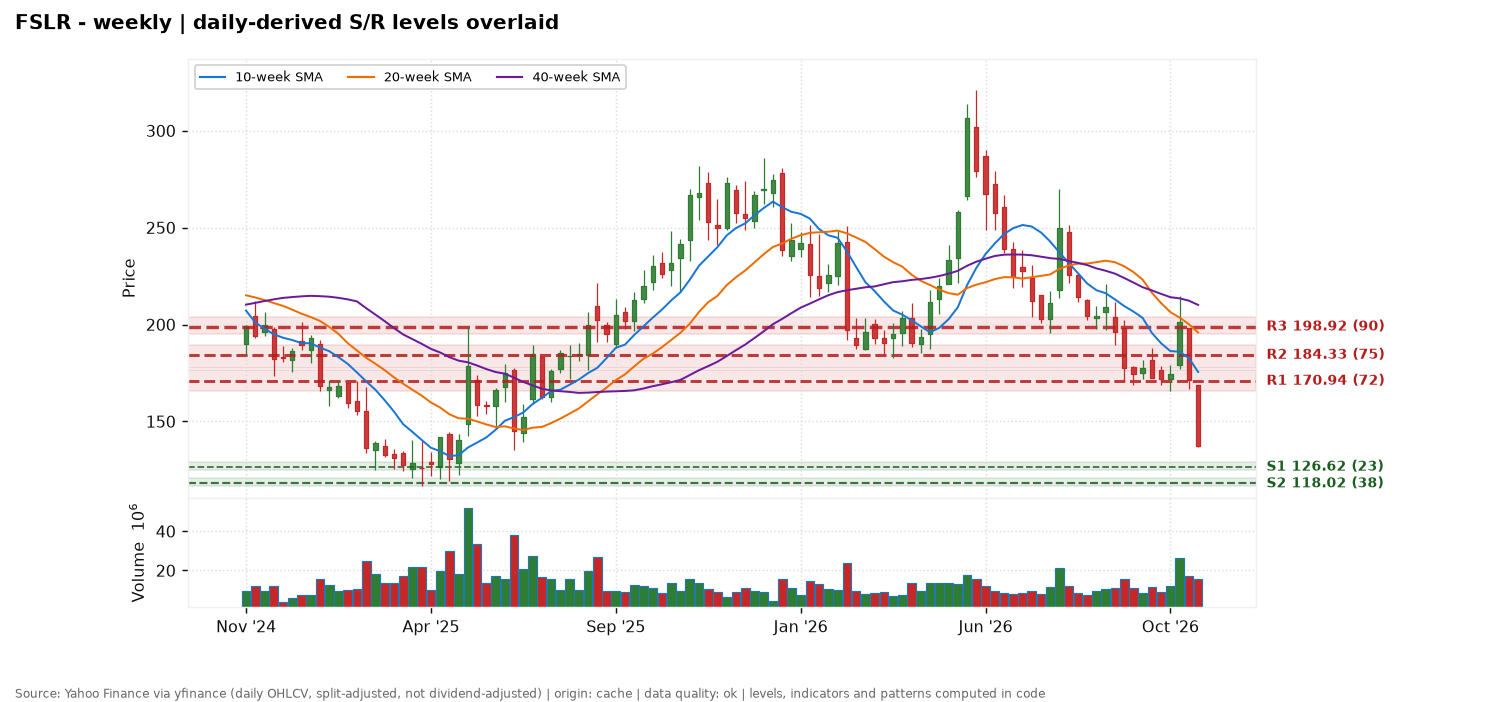 FSLR - weekly | daily-derived S/R levels overlaid
10-week SMA 20-week SMA 40-week SMA
Price
300
250
200
150
R3 198.92 (90)
R2 184.33 (75)
R1 170.94 (72)
S1 126.62 (23)
S2 118.02 (38)
Volume 10⁶
40
20
Nov '24 Apr '25 Sep '25 Jan '26 Jun '26 Oct '26
Source: Yahoo Finance via yfinance (daily OHLCV, split-adjusted, not dividend-adjusted) | origin: cache | data quality: ok | levels, indicators and patterns computed in code